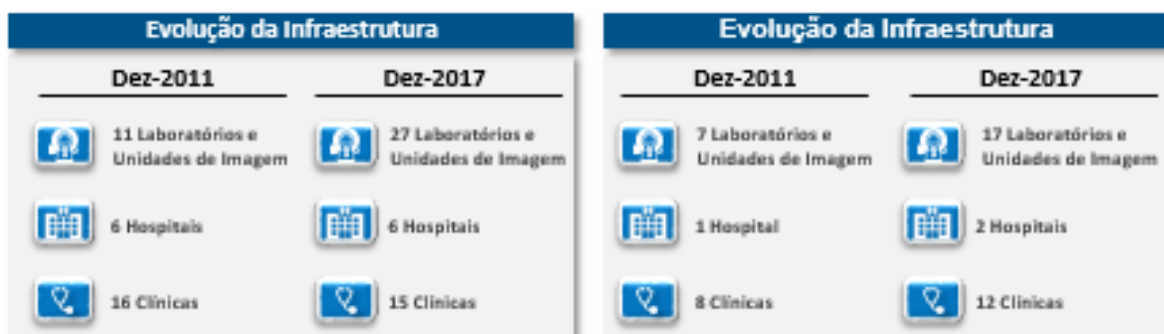 Evolução da Infraestrutura
Dez-2011
Dez-2017
11 Laboratórios e
Unidades de Imagem
27 Laboratórios e
Unidades de Imagem
6 Hospitais
6 Hospitais
16 Clínicas
15 Clínicas
Evolução da Infraestrutura
Dez-2011
Dez-2017
7 Laboratórios e
Unidades de Imagem
17 Laboratórios e
Unidades de Imagem
1 Hospital
2 Hospitais
8 Clínicas
12 Clínicas